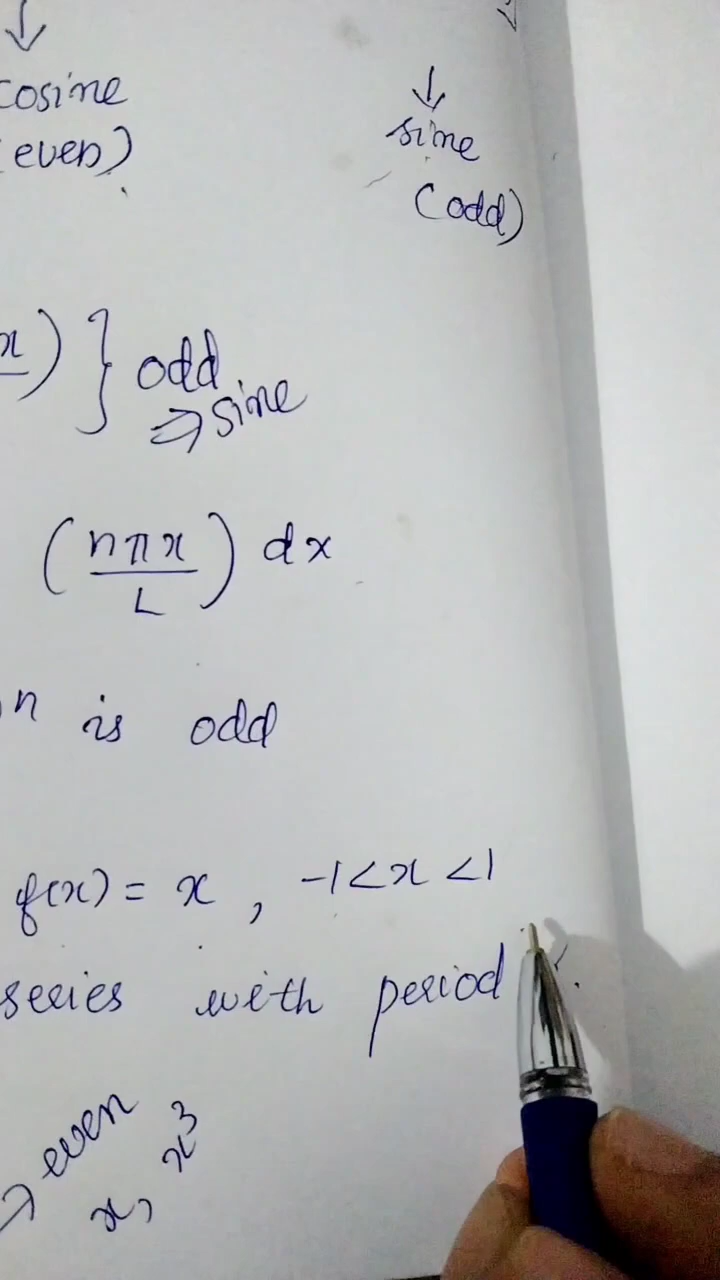 cosine
sine
(even)
(odd)
x) } odd
⇒ sine
(nπx/L) dx
n is odd
f(x) = x , -1<x<1
series with period
even
x, x³